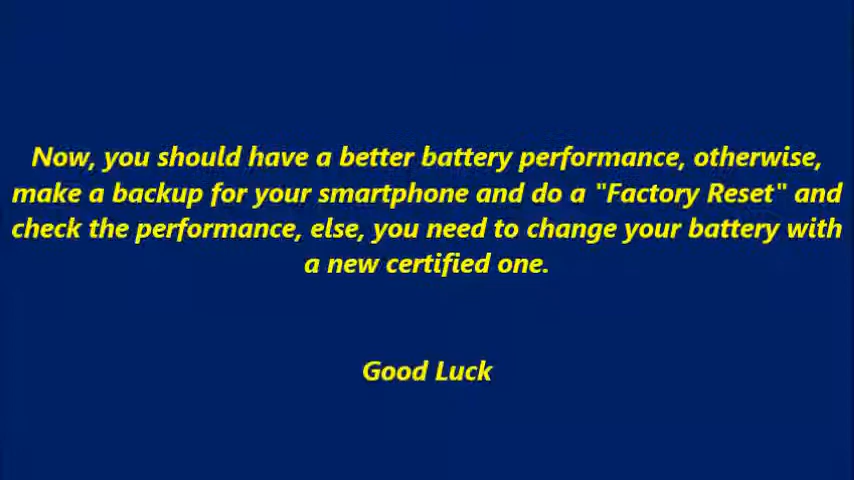 Now, you should have a better battery performance, otherwise,
make a backup for your smartphone and do a "Factory Reset" and
check the performance, else, you need to change your battery with
a new certified one.
Good Luck